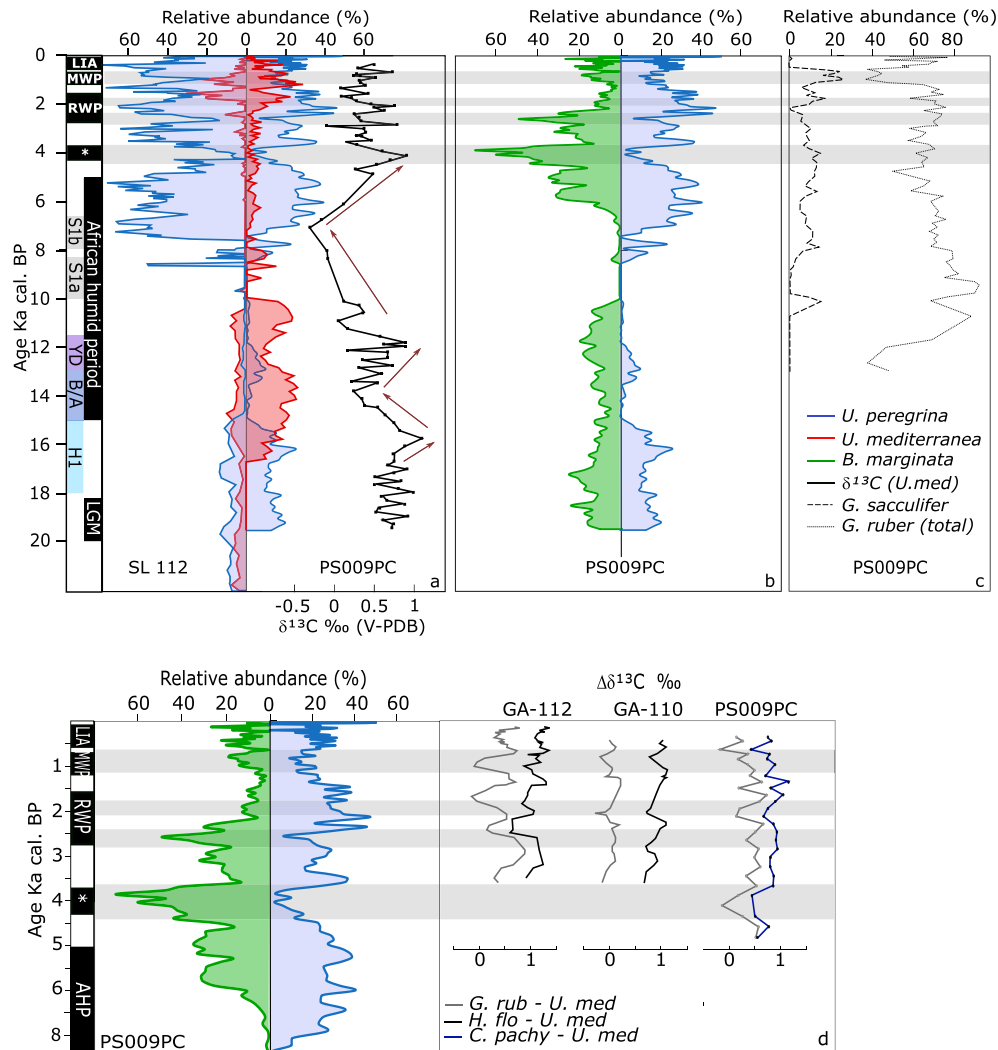 Relative abundance (%)
Relative abundance (%)
Relative abundance (%)
60 40 20 0 20 40 60
60 40 20 0 20 40 60
0 40 60 80
Age Ka cal. BP
0
2
4
6
8
10
12
14
16
18
20
LIA
MWP
RWP
*
African humid period
S1b
S1a
YD
B/A
H1
LGM
SL 112
PS009PC
a
-0.5 0 0.5 1
δ¹³C ‰ (V-PDB)
PS009PC
b
U. peregrina
U. mediterranea
B. marginata
δ¹³C (U.med)
G. sacculifer
G. ruber (total)
PS009PC
c
Relative abundance (%)
60 40 20 0 20 40 60
Δδ¹³C ‰
GA-112 GA-110 PS009PC
Age Ka cal. BP
1
2
3
4
5
6
8
LIA
MWP
RWP
*
AHP
PS009PC
0 1
0 1
0 1
G. rub - U. med
H. flo - U. med
C. pachy - U. med
d